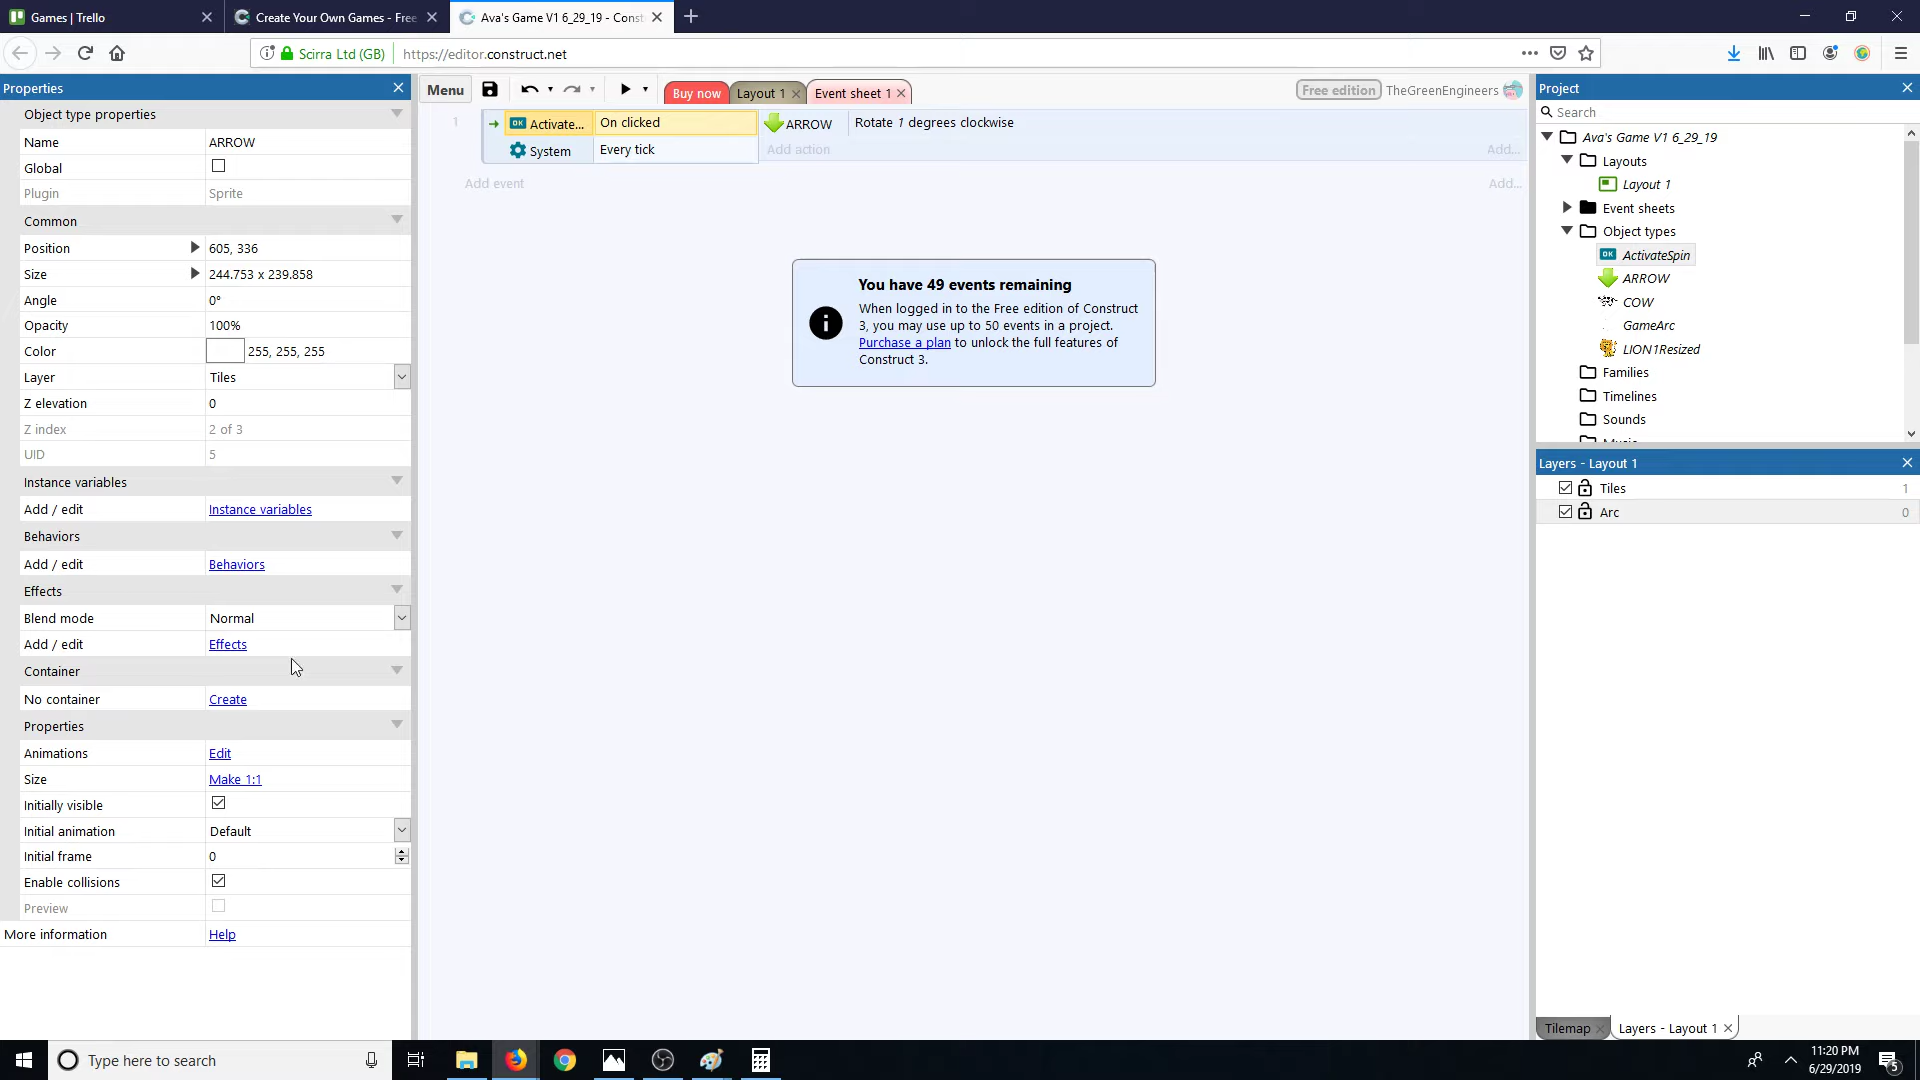 Games | Trello
Create Your Own Games - Free
Ava's Game V1 6_29_19 - Const
Scirra Ltd (GB)
https://editor.construct.net
Properties
Object type properties
Name ARROW
Global
Plugin Sprite
Common
Position 605, 336
Size 244.753 x 239.858
Angle 0°
Opacity 100%
Color 255, 255, 255
Layer Tiles
Z elevation 0
Z index 2 of 3
UID 5
Instance variables
Add / edit Instance variables
Behaviors
Add / edit Behaviors
Effects
Blend mode Normal
Add / edit Effects
Container
No container Create
Properties
Animations Edit
Size Make 1:1
Initially visible
Initial animation Default
Initial frame 0
Enable collisions
Preview
More information Help
Menu
Buy now
Layout 1
Event sheet 1
Free edition TheGreenEngineers
1 OK Activate... On clicked ARROW Rotate 1 degrees clockwise
System Every tick Add action Add...
Add event Add...
You have 49 events remaining
When logged in to the Free edition of Construct
3, you may use up to 50 events in a project.
Purchase a plan to unlock the full features of
Construct 3.
Project
Search
Ava's Game V1 6_29_19
Layouts
Layout 1
Event sheets
Object types
OK ActivateSpin
ARROW
COW
GameArc
LION1Resized
Families
Timelines
Sounds
Music
Layers - Layout 1
Tiles 1
Arc 0
Tilemap
Layers - Layout 1
Type here to search
11:20 PM
6/29/2019
5